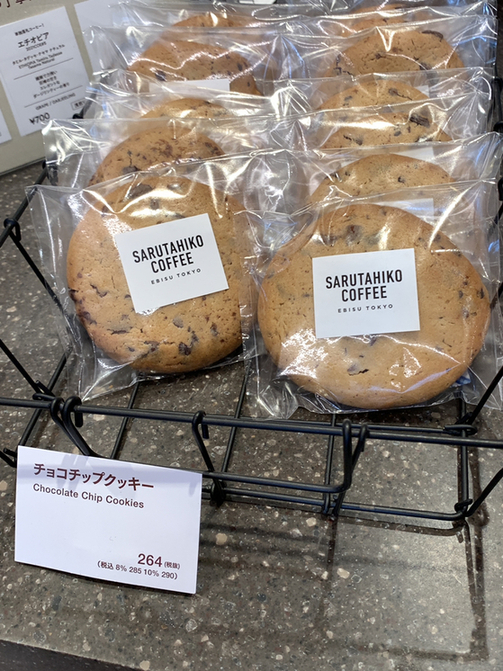 エチオピア
¥700
SARUTAHIKO
COFFEE
EBISU TOKYO
SARUTAHIKO
COFFEE
EBISU TOKYO
チョコチップクッキー
Chocolate Chip Cookies
264 (税抜)
(税込 8% 285 10% 290)